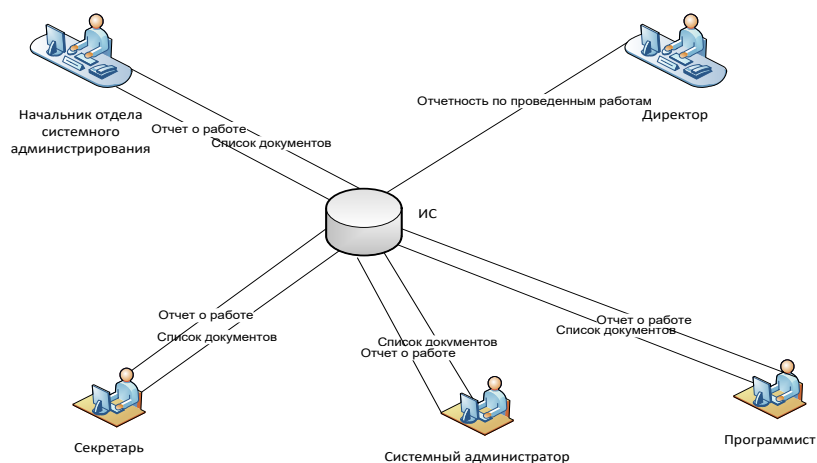 Отчетность по проведенным работам
Начальник отдела
системного
администрирования
Директор
Отчет о работе
Список документов
ИС
Отчет о работе
Список документов
Список документов
Отчет о работе
Отчет о работе
Список документов
Секретарь
Системный администратор
Программист